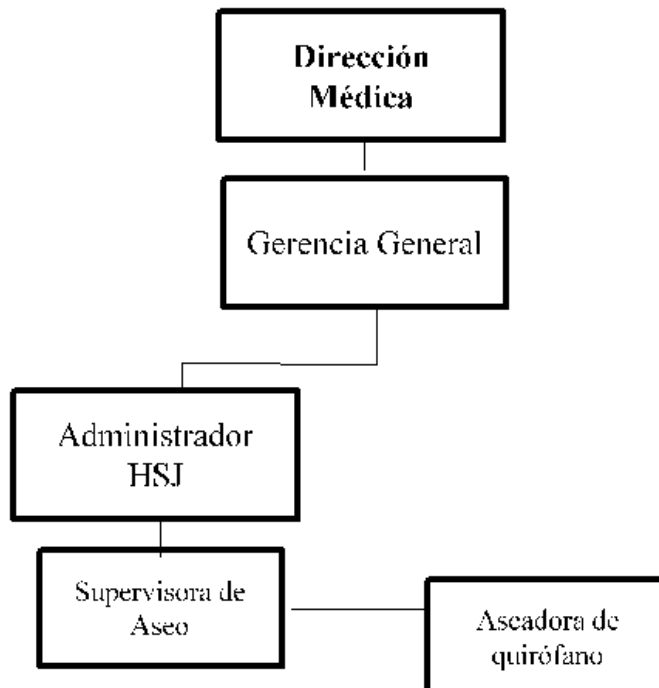 Dirección
Médica
Gerencia General
Administrador
HSJ
Supervisora de
Aseo
Aseadora de
quirófano